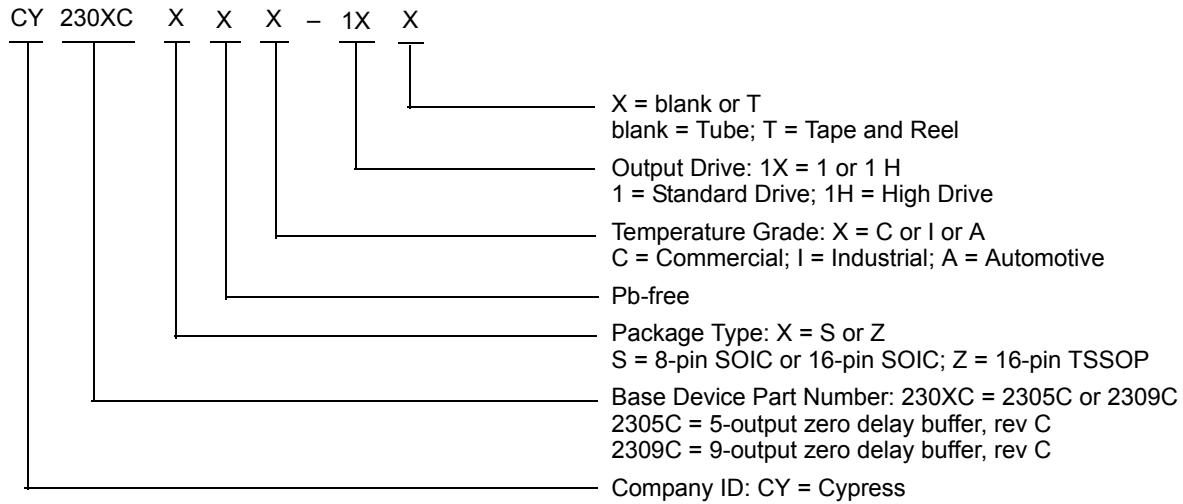 CY 230XC X X X – 1X X
X = blank or T
blank = Tube; T = Tape and Reel
Output Drive: 1X = 1 or 1 H
1 = Standard Drive; 1H = High Drive
Temperature Grade: X = C or I or A
C = Commercial; I = Industrial; A = Automotive
Pb-free
Package Type: X = S or Z
S = 8-pin SOIC or 16-pin SOIC; Z = 16-pin TSSOP
Base Device Part Number: 230XC = 2305C or 2309C
2305C = 5-output zero delay buffer, rev C
2309C = 9-output zero delay buffer, rev C
Company ID: CY = Cypress